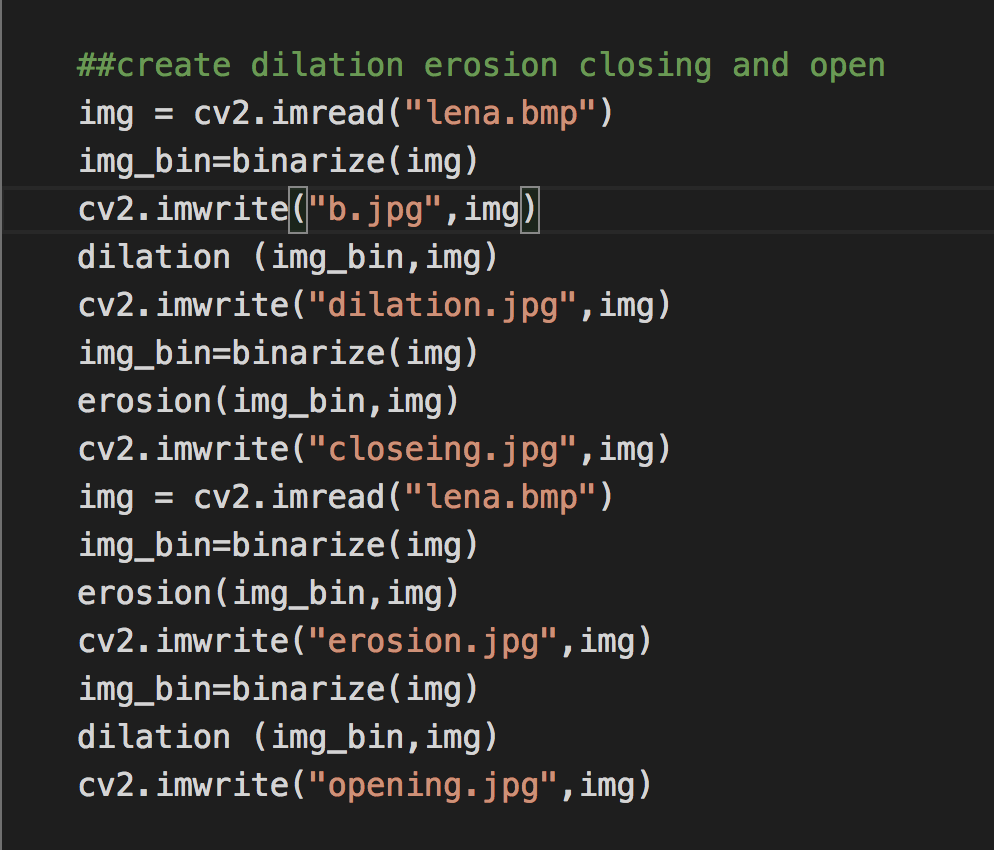 ##create dilation erosion closing and open
img = cv2.imread("lena.bmp")
img_bin=binarize(img)
cv2.imwrite("b.jpg",img)
dilation (img_bin,img)
cv2.imwrite("dilation.jpg",img)
img_bin=binarize(img)
erosion(img_bin,img)
cv2.imwrite("closeing.jpg",img)
img = cv2.imread("lena.bmp")
img_bin=binarize(img)
erosion(img_bin,img)
cv2.imwrite("erosion.jpg",img)
img_bin=binarize(img)
dilation (img_bin,img)
cv2.imwrite("opening.jpg",img)